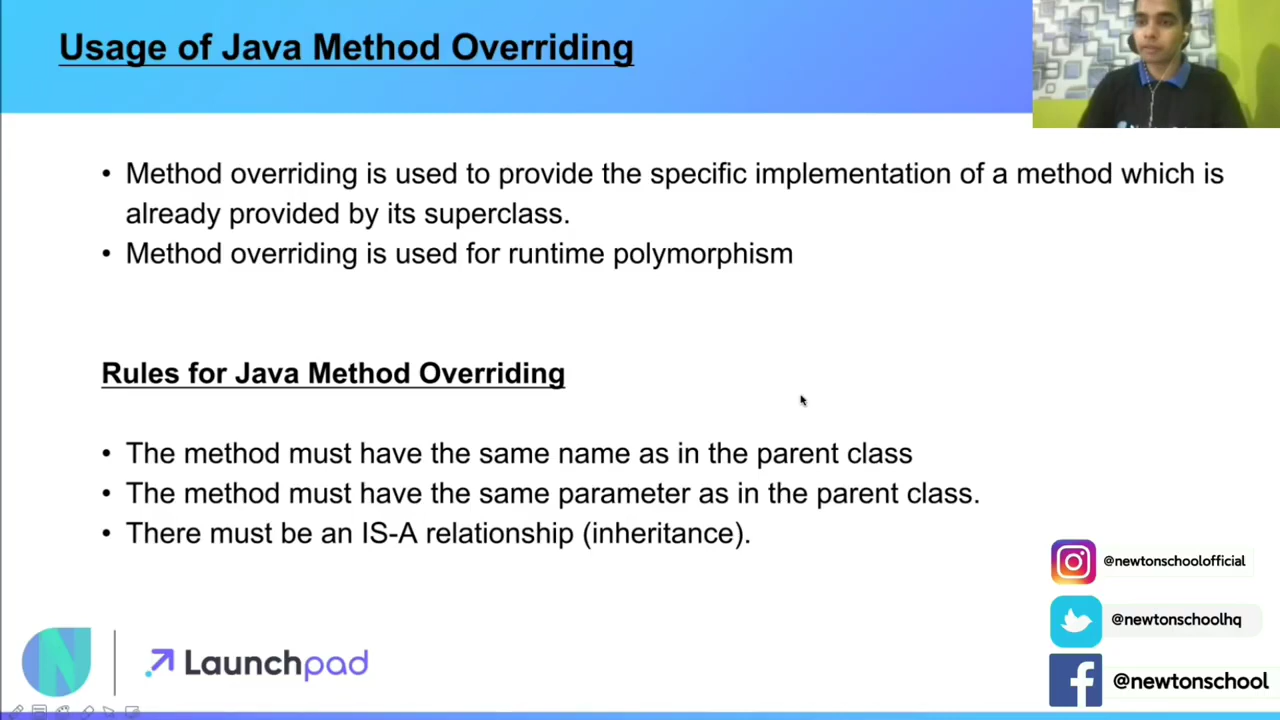 Usage of Java Method Overriding
• Method overriding is used to provide the specific implementation of a method which is
already provided by its superclass.
• Method overriding is used for runtime polymorphism
Rules for Java Method Overriding
• The method must have the same name as in the parent class
• The method must have the same parameter as in the parent class.
• There must be an IS-A relationship (inheritance).
@newtonschoolofficial
@newtonschoolhq
@newtonschool
N
Launchpad